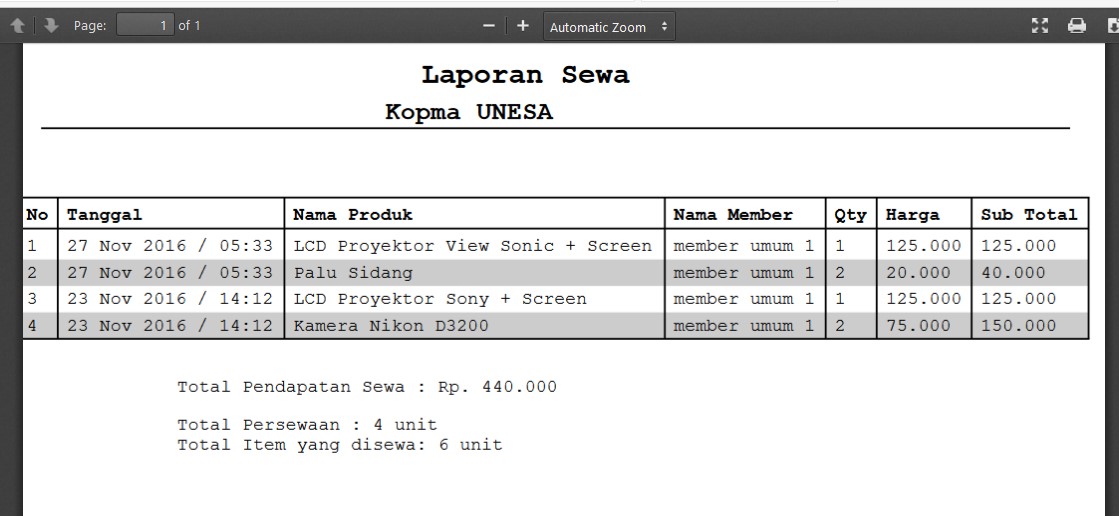 Page: 1 of 1 − + Automatic Zoom
Laporan Sewa
Kopma UNESA
No Tanggal Nama Produk Nama Member Qty Harga Sub Total
1 27 Nov 2016 / 05:33 LCD Proyektor View Sonic + Screen member umum 1 1 125.000 125.000
2 27 Nov 2016 / 05:33 Palu Sidang member umum 1 2 20.000 40.000
3 23 Nov 2016 / 14:12 LCD Proyektor Sony + Screen member umum 1 1 125.000 125.000
4 23 Nov 2016 / 14:12 Kamera Nikon D3200 member umum 1 2 75.000 150.000
Total Pendapatan Sewa : Rp. 440.000
Total Persewaan : 4 unit
Total Item yang disewa: 6 unit